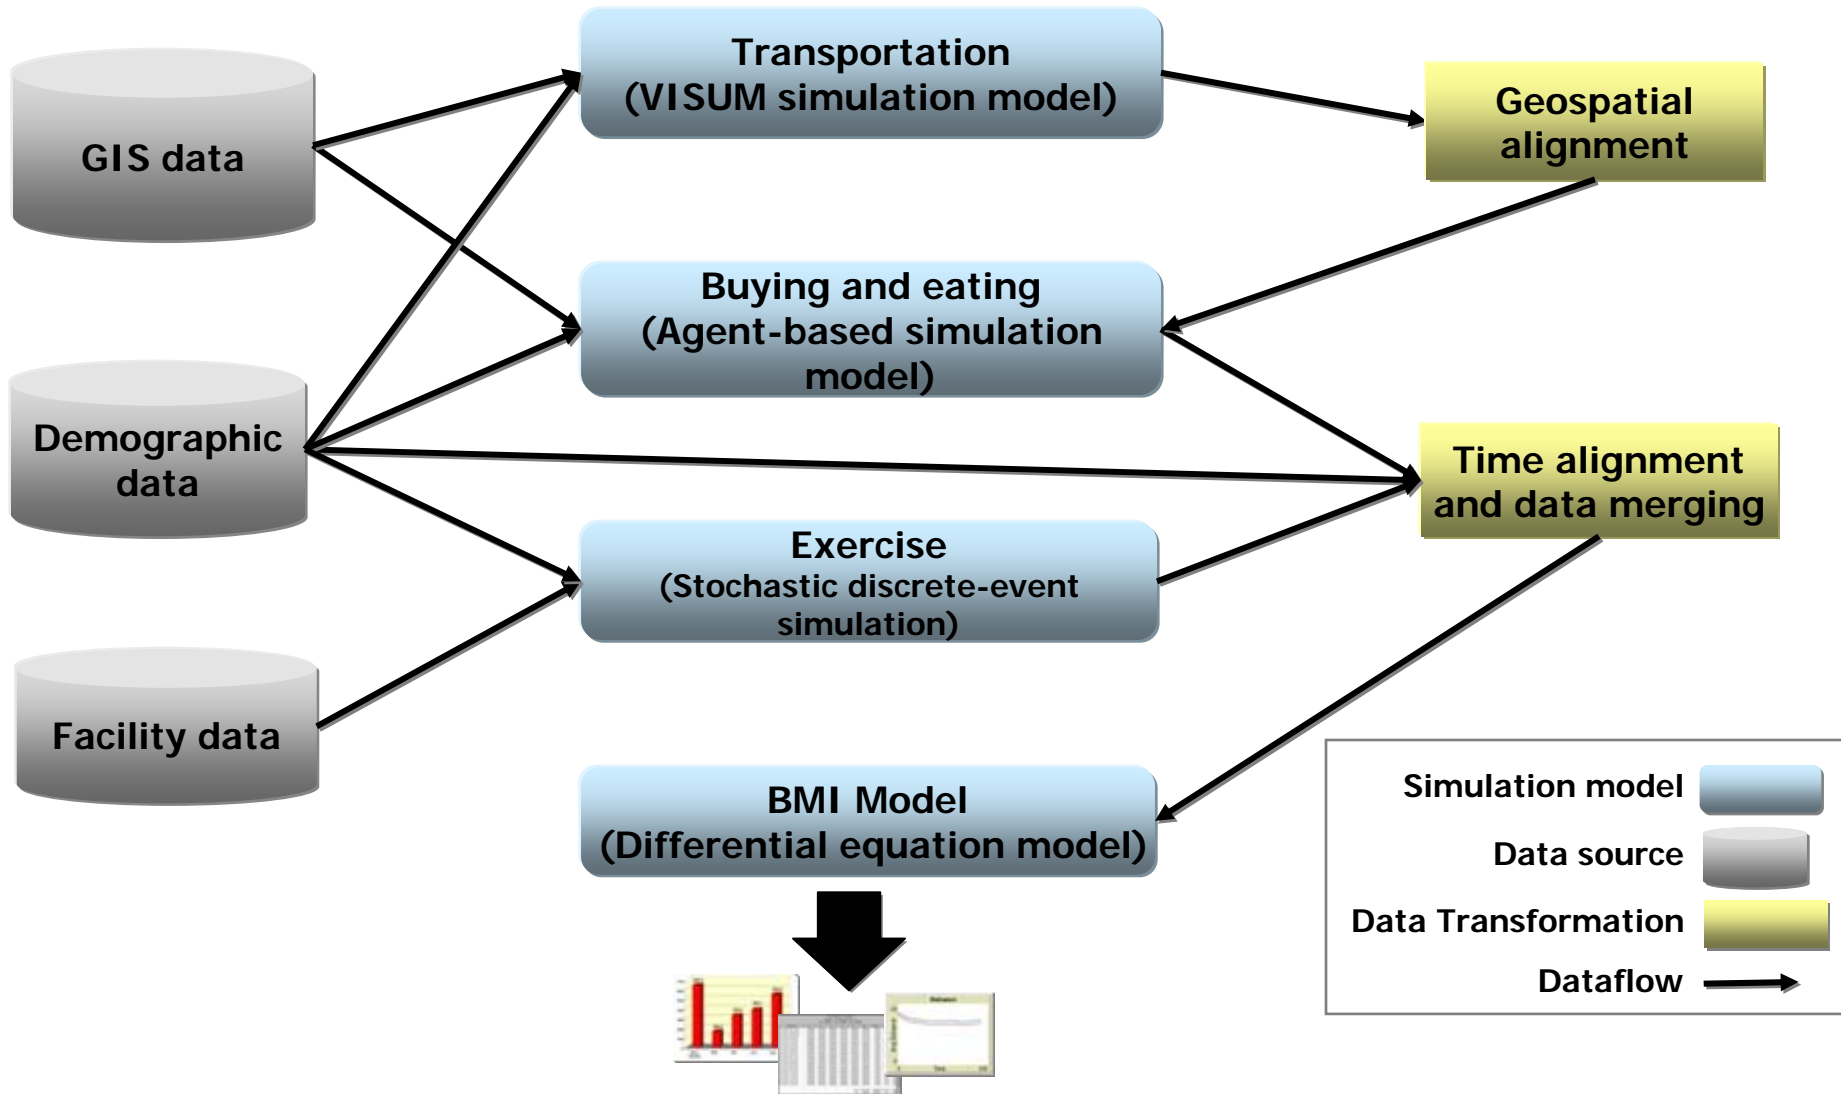 Transportation
(VISUM simulation model)
Geospatial
alignment
GIS data
Buying and eating
(Agent-based simulation
model)
Demographic
data
Time alignment
and data merging
Exercise
(Stochastic discrete-event
simulation)
Facility data
BMI Model
(Differential equation model)
Simulation model
Data source
Data Transformation
Dataflow